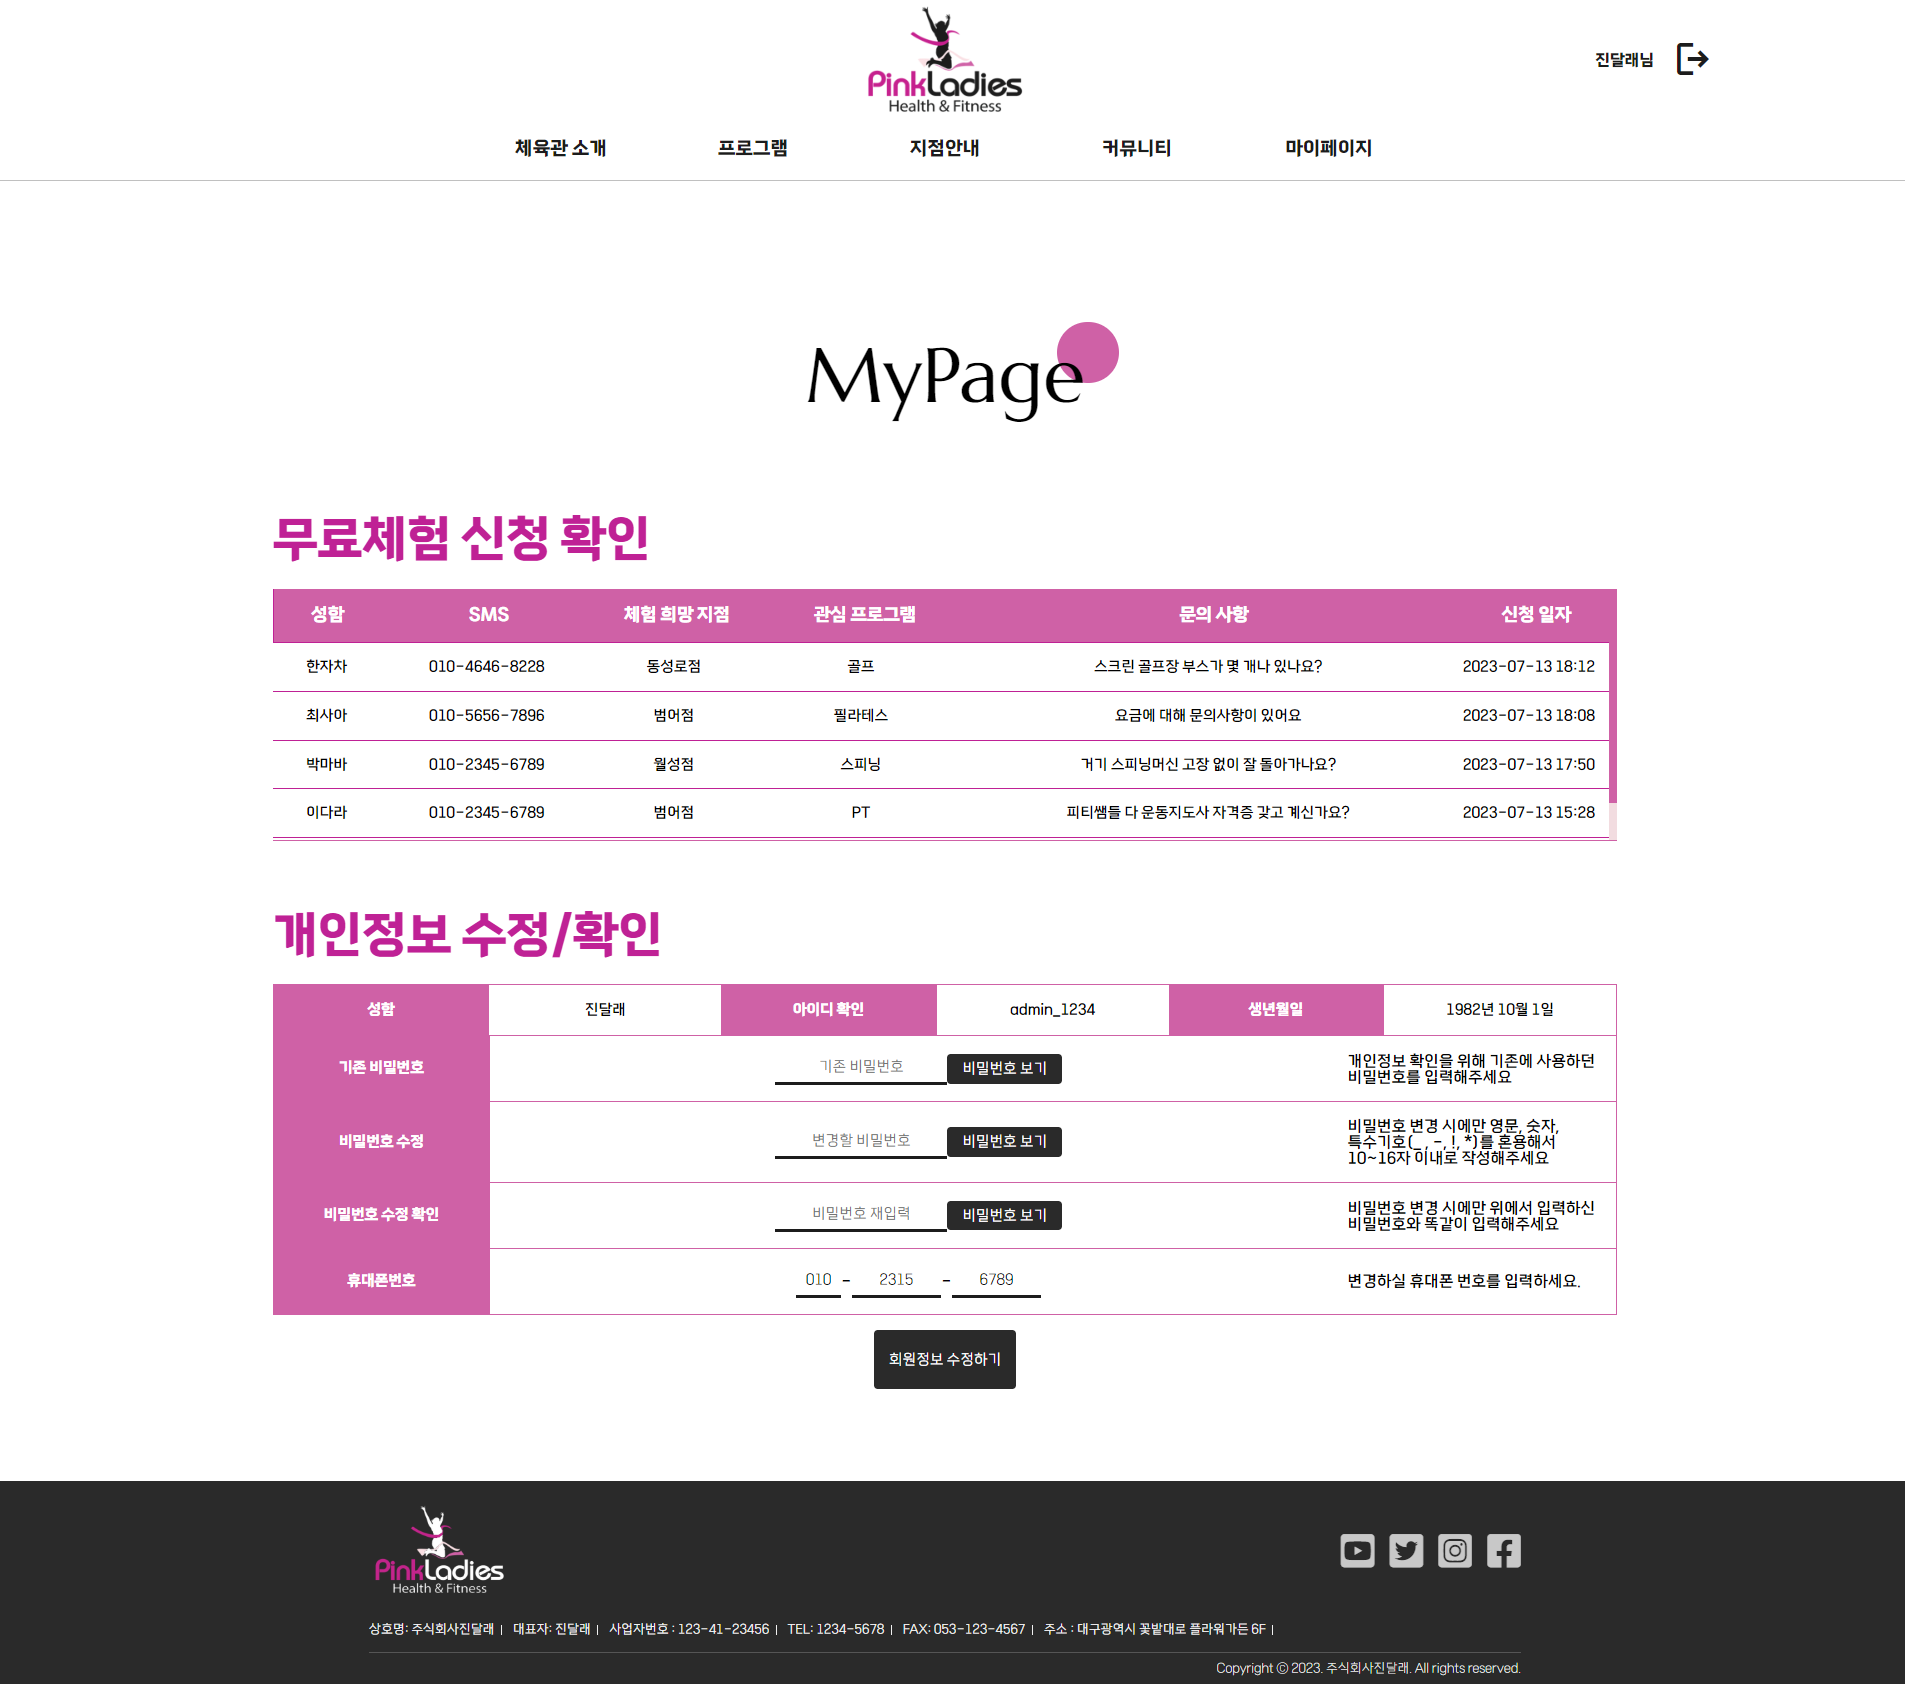 PinkLadies
Health & Fitness
진달래님
체육관 소개 프로그램 지점안내 커뮤니티 마이페이지
MyPage
무료체험 신청 확인
성함 SMS 체험 희망 지점 관심 프로그램 문의 사항 신청 일자
한자차 010-4646-8228 동성로점 골프 스크린 골프장 부스가 몇 개나 있나요? 2023-07-13 18:12
최사아 010-5656-7896 범어점 필라테스 요금에 대해 문의사항이 있어요 2023-07-13 18:08
박마바 010-2345-6789 월성점 스피닝 거기 스피닝머신 고장 없이 잘 돌아가나요? 2023-07-13 17:50
이다라 010-2345-6789 범어점 PT 피티쌤들 다 운동지도사 자격증 갖고 계신가요? 2023-07-13 15:28
개인정보 수정/확인
성함 진달래 아이디 확인 admin_1234 생년월일 1982년 10월 1일
기존 비밀번호 기존 비밀번호 비밀번호 보기 개인정보 확인을 위해 기존에 사용하던
비밀번호를 입력해주세요
비밀번호 수정 변경할 비밀번호 비밀번호 보기 비밀번호 변경 시에만 영문, 숫자,
특수기호(_ , -, !, *)를 혼용해서
10~16자 이내로 작성해주세요
비밀번호 수정 확인 비밀번호 재입력 비밀번호 보기 비밀번호 변경 시에만 위에서 입력하신
비밀번호와 똑같이 입력해주세요
휴대폰번호 010 - 2315 - 6789 변경하실 휴대폰 번호를 입력하세요.
회원정보 수정하기
PinkLadies
Health & Fitness
상호명: 주식회사진달래 | 대표자: 진달래 | 사업자번호 : 123-41-23456 | TEL: 1234-5678 | FAX: 053-123-4567 | 주소 : 대구광역시 꽃밭대로 플라워가든 6F |
Copyright © 2023. 주식회사진달래. All rights reserved.